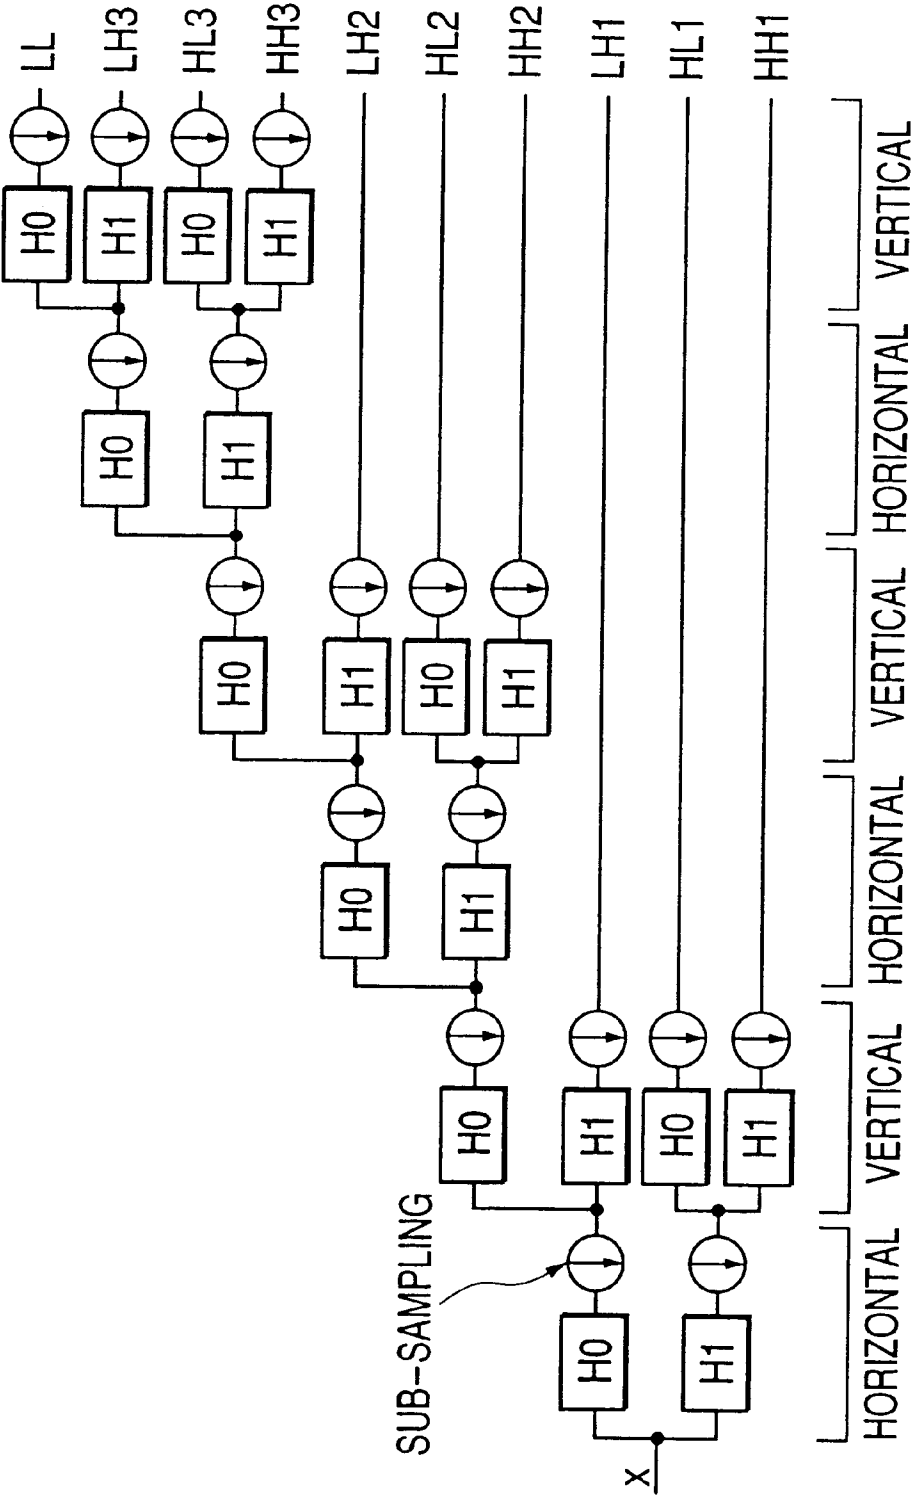 H0 LL
H0 H1 LH3
H0 HL3
H0 H1
H1 HH3
H0 H1 LH2
SUB-SAMPLING
H0 HL2
H0 H1
H1 HH2
H0 H1 LH1
X
H0 HL1
H1
H1 HH1
HORIZONTAL VERTICAL HORIZONTAL VERTICAL HORIZONTAL VERTICAL